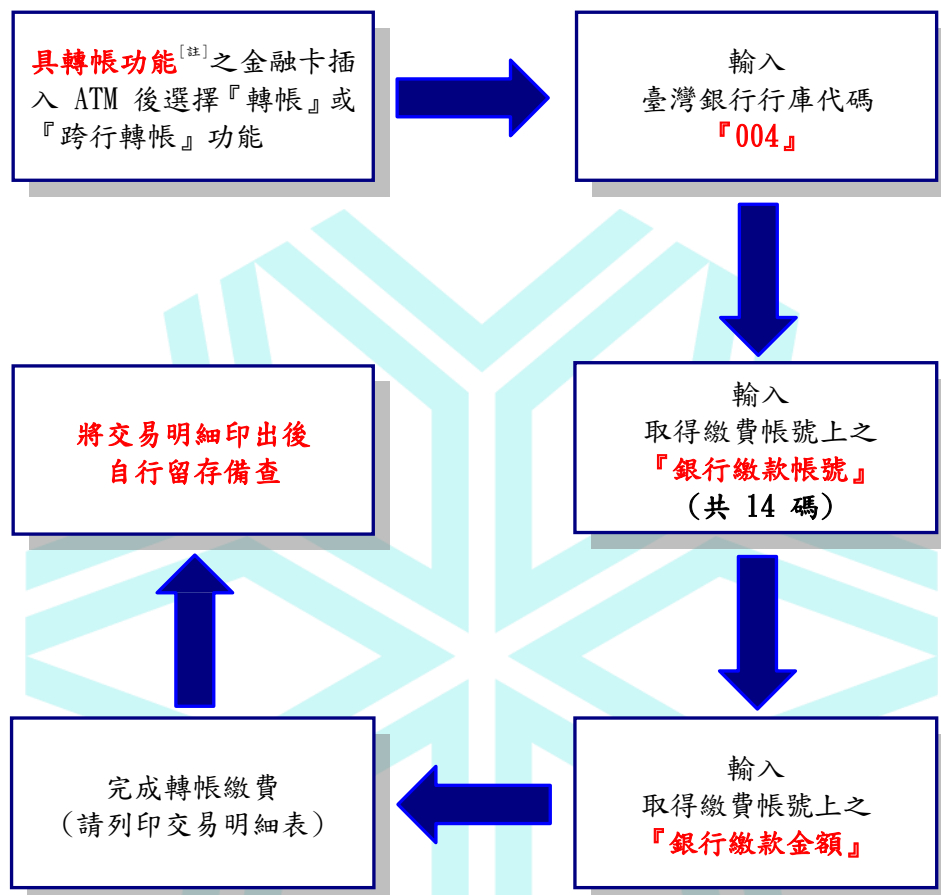 具轉帳功能[註]之金融卡插
入 ATM 後選擇『轉帳』或
『跨行轉帳』功能
輸入
臺灣銀行行庫代碼
『004』
輸入
取得繳費帳號上之
『銀行繳款帳號』
(共 14 碼)
輸入
取得繳費帳號上之
『銀行繳款金額』
完成轉帳繳費
(請列印交易明細表)
將交易明細印出後
自行留存備查